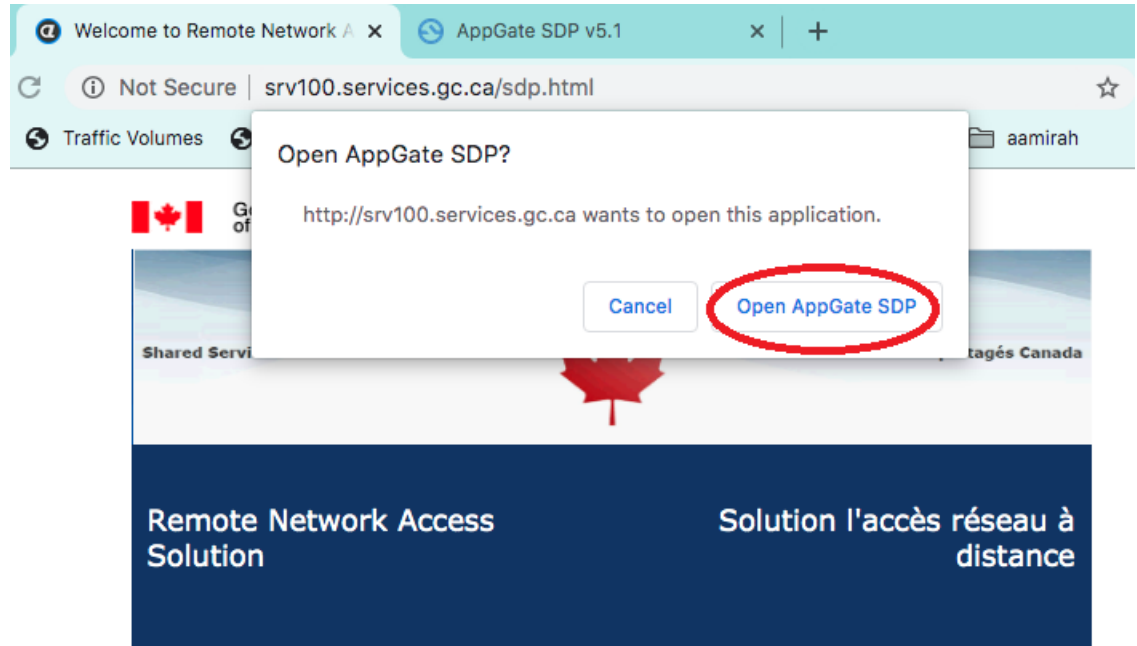 Welcome to Remote Network A
AppGate SDP v5.1
Not Secure | srv100.services.gc.ca/sdp.html
Traffic Volumes
aamirah
Open AppGate SDP?
http://srv100.services.gc.ca wants to open this application.
Cancel
Open AppGate SDP
of
Shared Servi
tagés Canada
Remote Network Access
Solution
Solution l'accès réseau à
distance